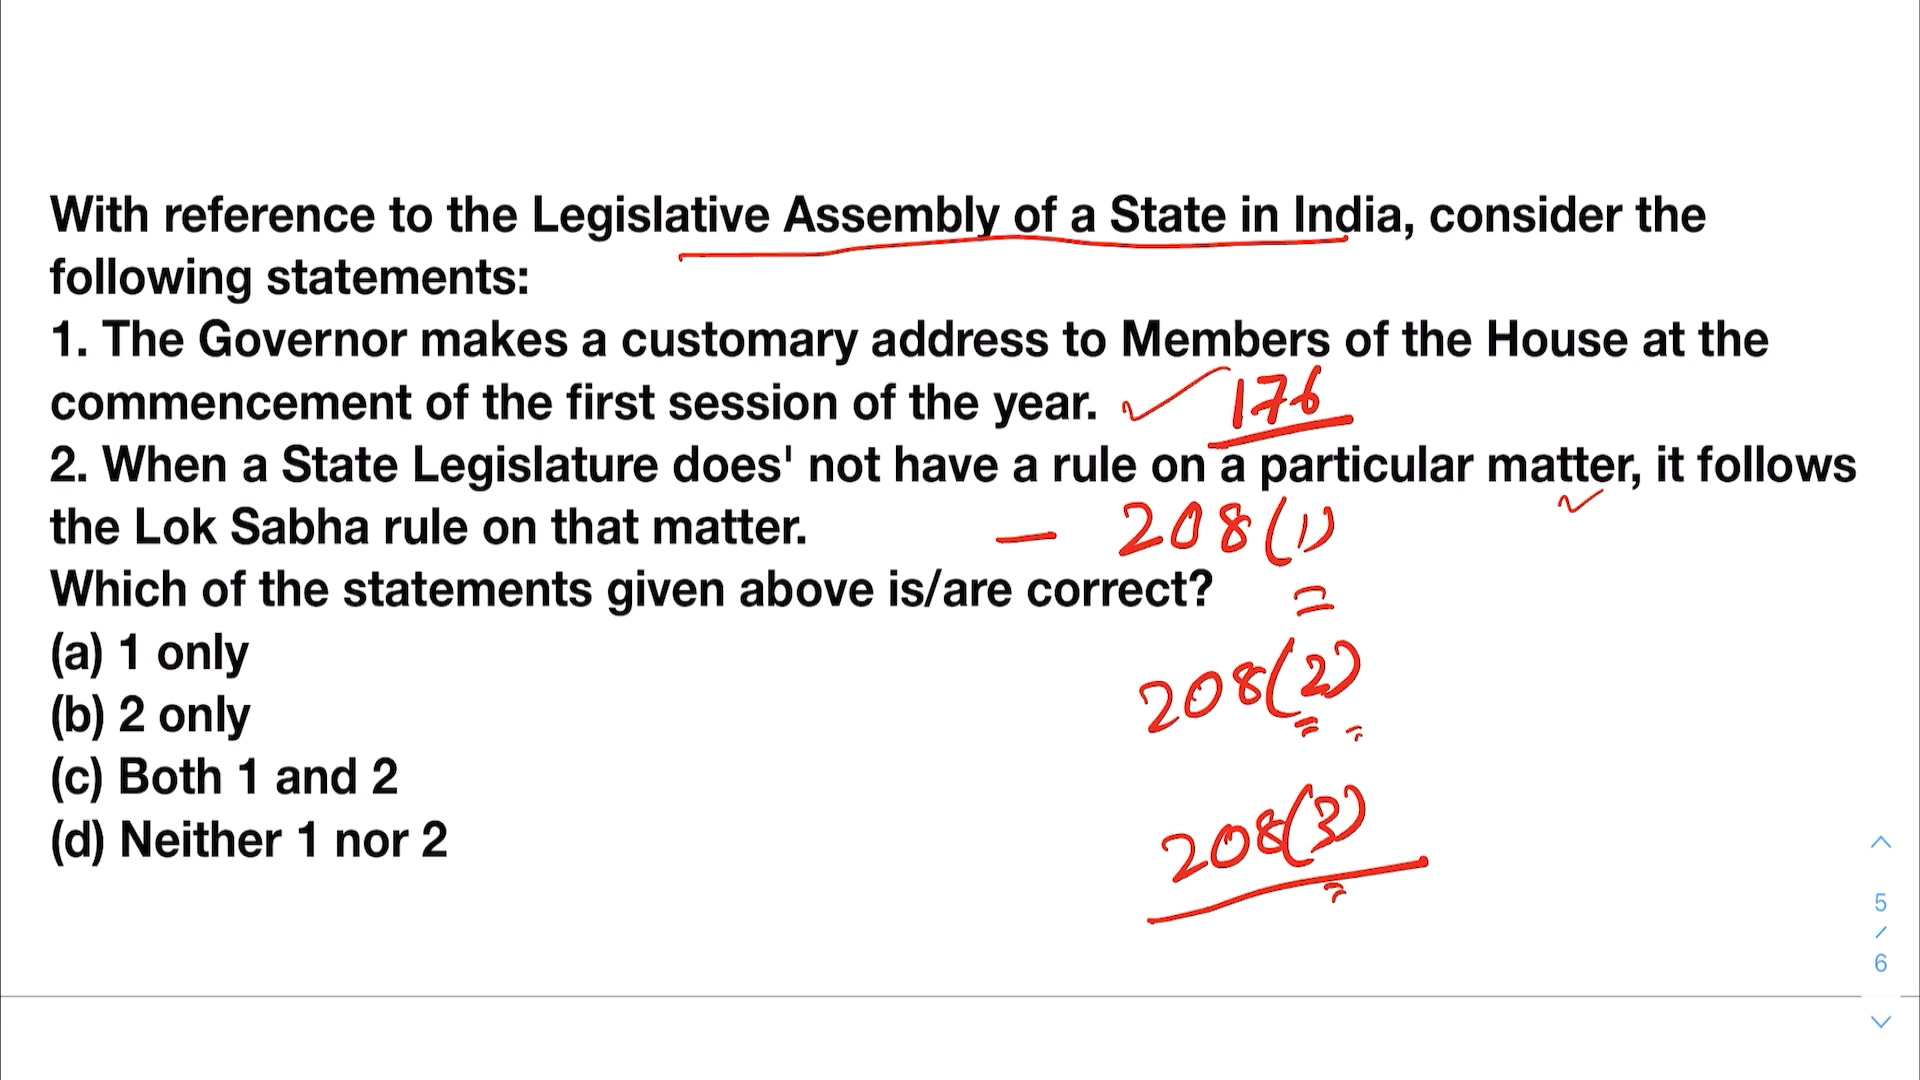 With reference to the Legislative Assembly of a State in India, consider the
following statements:
1. The Governor makes a customary address to Members of the House at the
commencement of the first session of the year.
176
2. When a State Legislature does' not have a rule on a particular matter, it follows
the Lok Sabha rule on that matter.
— 208(1)
Which of the statements given above is/are correct?
(a) 1 only
208(2)
(b) 2 only
(c) Both 1 and 2
208(3)
(d) Neither 1 nor 2
5
/
6